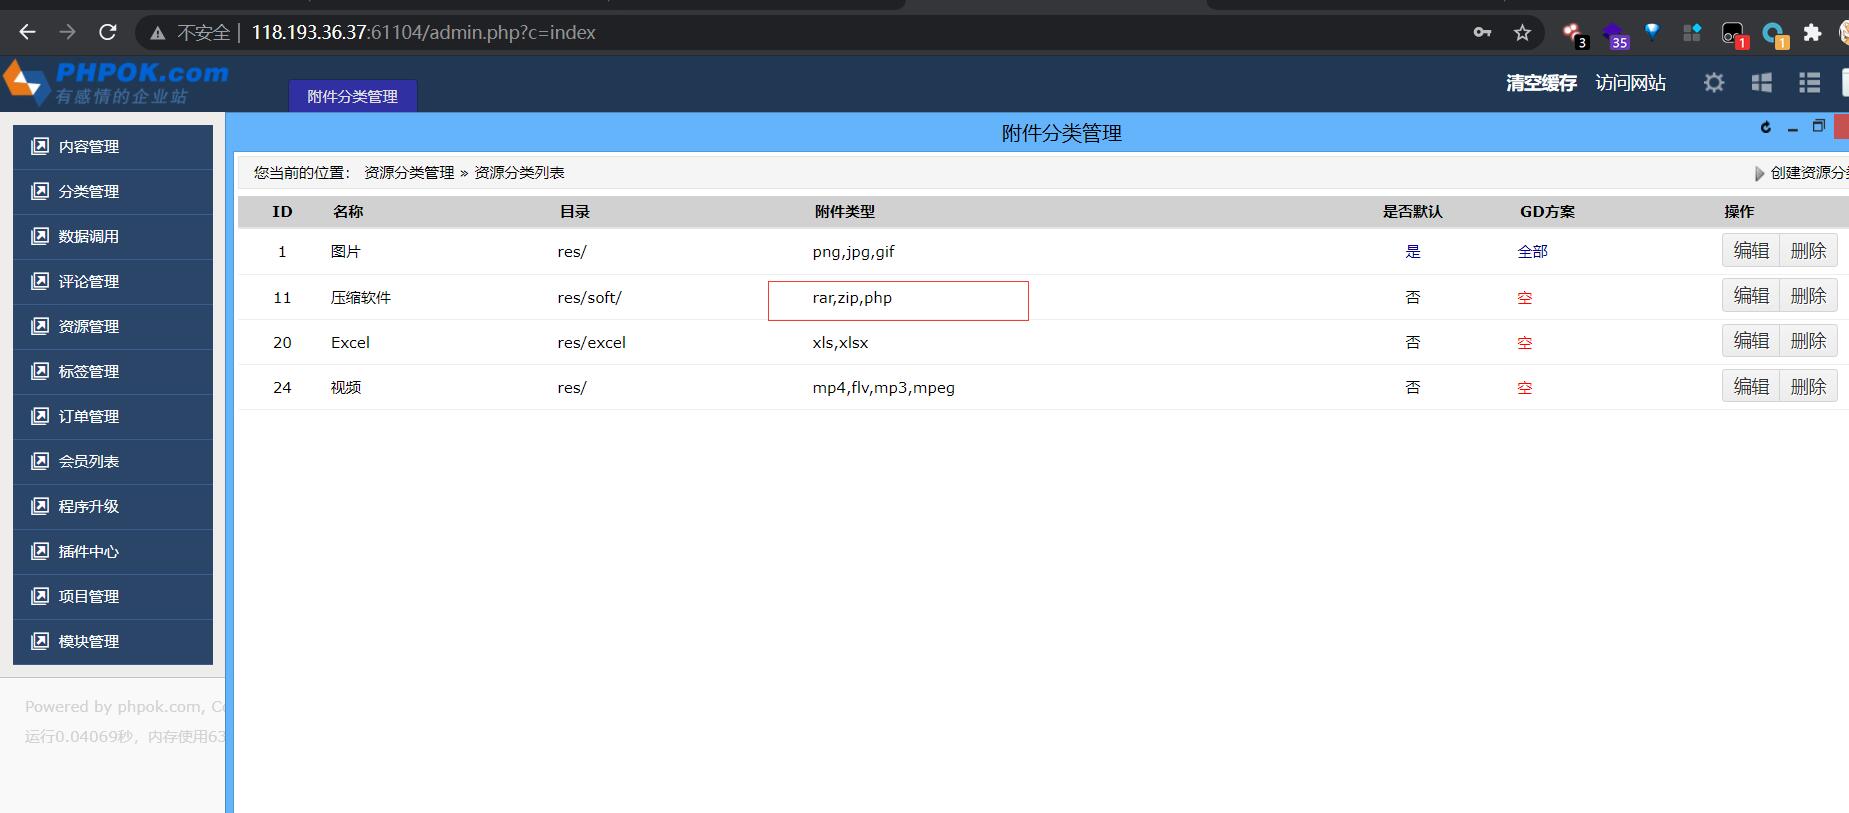 不安全 | 118.193.36.37:61104/admin.php?c=index
3
35
1
1
PHPOK.com
有感情的企业站
附件分类管理
清空缓存 访问网站
内容管理
分类管理
数据调用
评论管理
资源管理
标签管理
订单管理
会员列表
程序升级
插件中心
项目管理
模块管理
Powered by phpok.com,
运行0.04069秒，内存使用63
附件分类管理
您当前的位置： 资源分类管理 » 资源分类列表
创建资源分
ID 名称 目录 附件类型 是否默认 GD方案 操作
1 图片 res/ png,jpg,gif 是 全部 编辑 删除
11 压缩软件 res/soft/ rar,zip,php 否 空 编辑 删除
20 Excel res/excel xls,xlsx 否 空 编辑 删除
24 视频 res/ mp4,flv,mp3,mpeg 否 空 编辑 删除